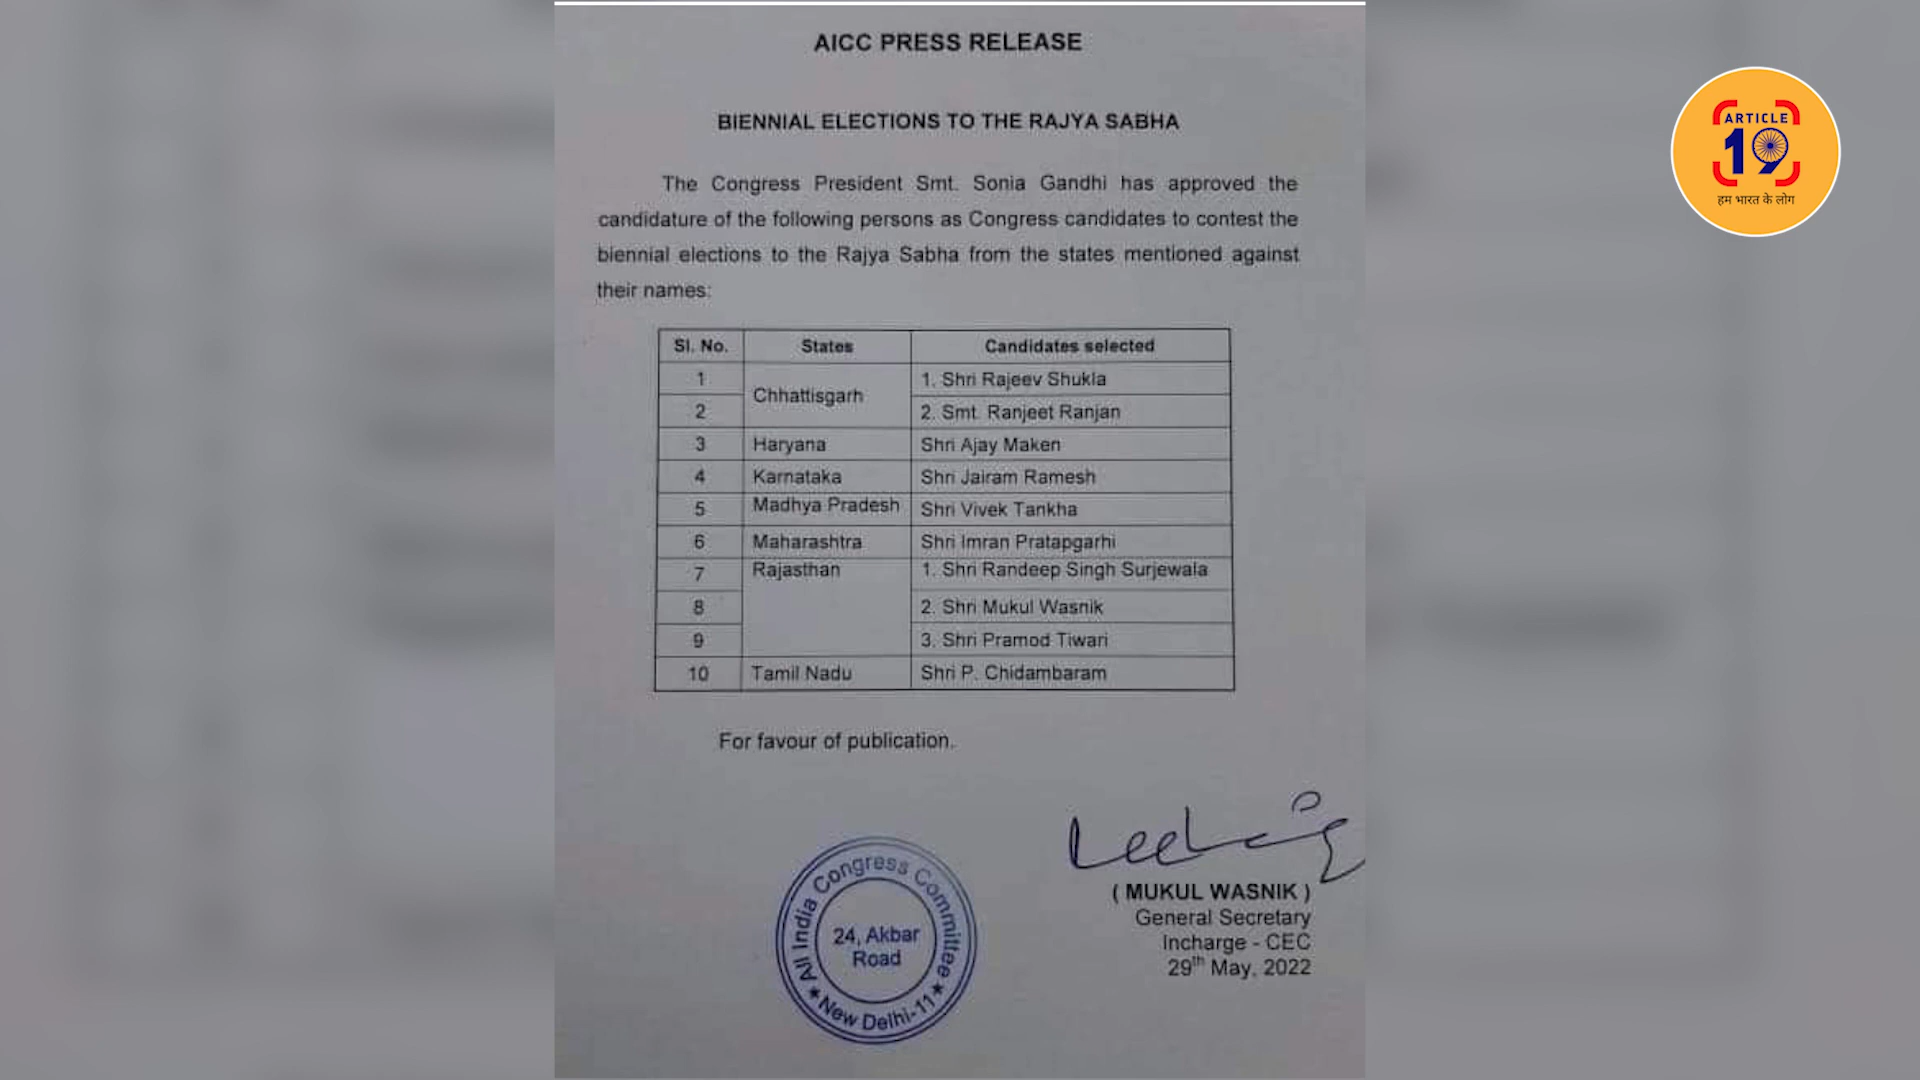 AICC PRESS RELEASE
BIENNIAL ELECTIONS TO THE RAJYA SABHA
The Congress President Smt. Sonia Gandhi has approved the
candidature of the following persons as Congress candidates to contest the
biennial elections to the Rajya Sabha from the states mentioned against
their names:
Sl. No. States Candidates selected
1 Chhattisgarh 1. Shri Rajeev Shukla
2 2. Smt. Ranjeet Ranjan
3 Haryana Shri Ajay Maken
4 Karnataka Shri Jairam Ramesh
5 Madhya Pradesh Shri Vivek Tankha
6 Maharashtra Shri Imran Pratapgarhi
7 Rajasthan 1. Shri Randeep Singh Surjewala
8 2. Shri Mukul Wasnik
9 3. Shri Pramod Tiwari
10 Tamil Nadu Shri P. Chidambaram
For favour of publication.
( MUKUL WASNIK )
General Secretary
Incharge - CEC
29th May, 2022
All India Congress Committee
24, Akbar
Road
★ New Delhi-11 ★
ARTICLE
19
हम भारत के लोग